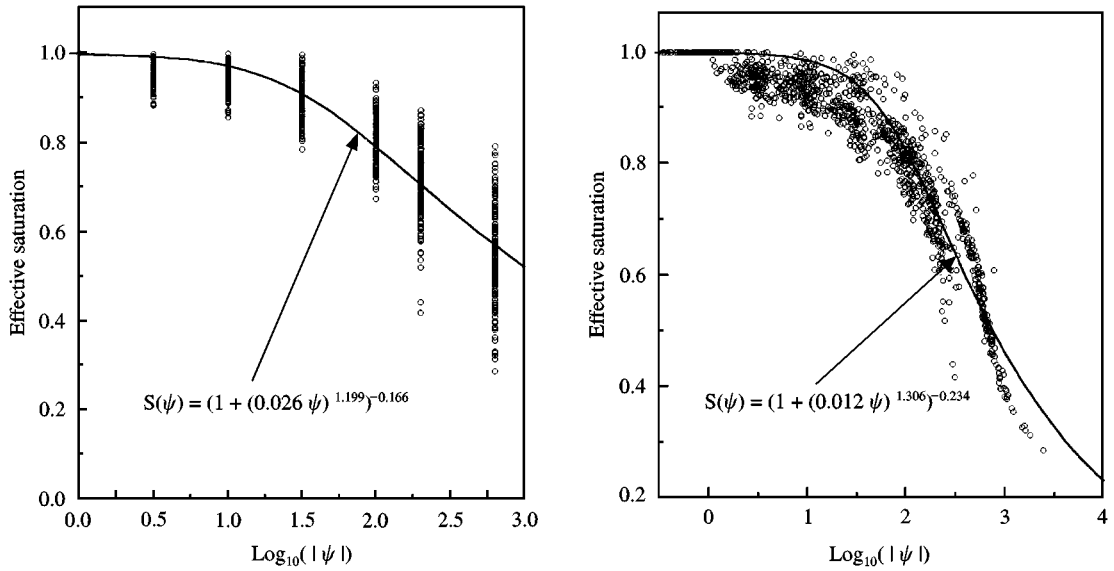 1.0
0.8
0.6
0.4
0.2
0.0
Effective saturation
S(ψ) = (1 + (0.026 ψ) 1.199)−0.166
0.0 0.5 1.0 1.5 2.0 2.5 3.0
Log10( | ψ | )
1.0
0.8
0.6
0.4
0.2
Effective saturation
S(ψ) = (1 + (0.012 ψ) 1.306)−0.234
0 1 2 3 4
Log10( | ψ | )